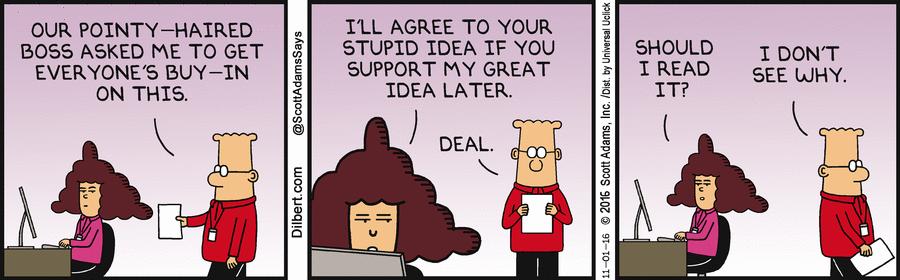 OUR POINTY-HAIRED
BOSS ASKED ME TO GET
EVERYONE'S BUY-IN
ON THIS.
Dilbert.com @ScottAdamsSays
I'LL AGREE TO YOUR
STUPID IDEA IF YOU
SUPPORT MY GREAT
IDEA LATER.
DEAL.
11-01-16 © 2016 Scott Adams, Inc. /Dist. by Universal Uclick
SHOULD
I READ
IT?
I DON'T
SEE WHY.